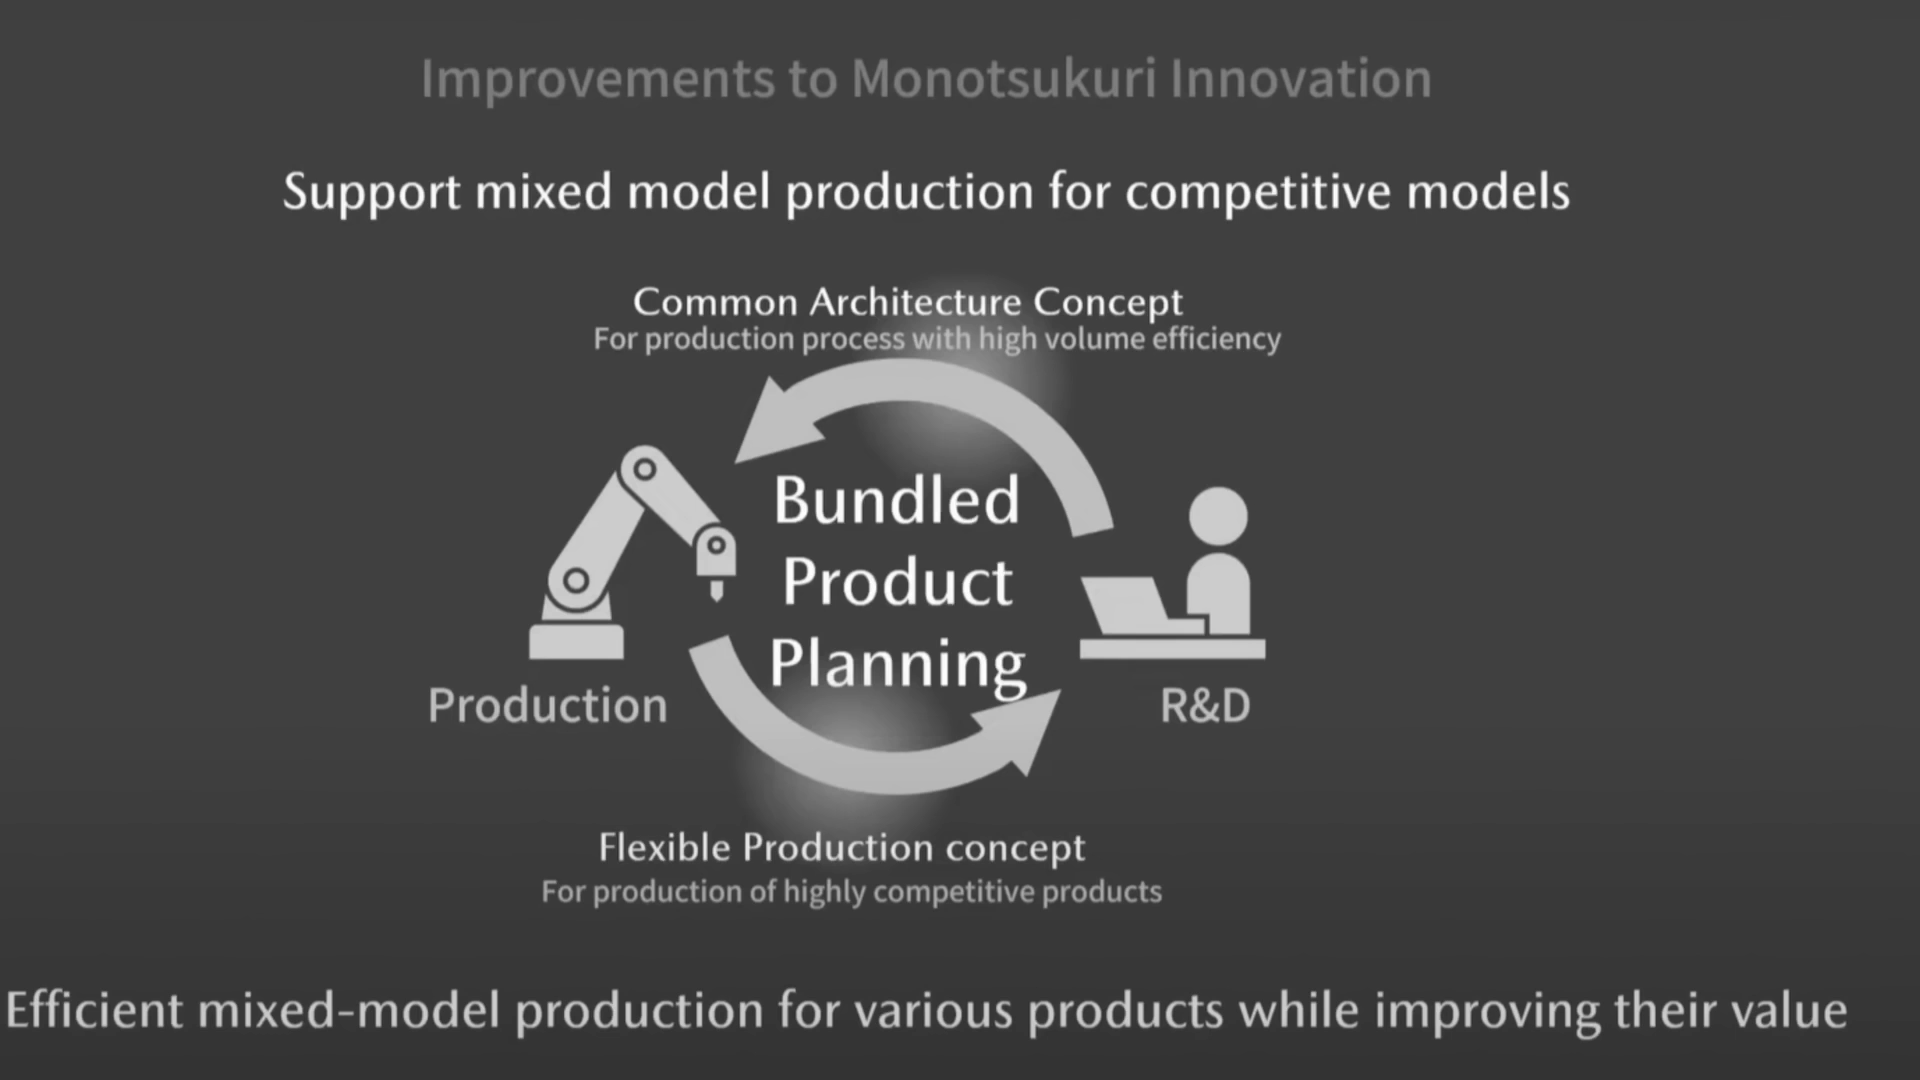 Improvements to Monotsukuri Innovation
Support mixed model production for competitive models
Common Architecture Concept
For production process with high volume efficiency
Bundled
Product
Planning
Production
R&D
Flexible Production concept
For production of highly competitive products
Efficient mixed-model production for various products while improving their value